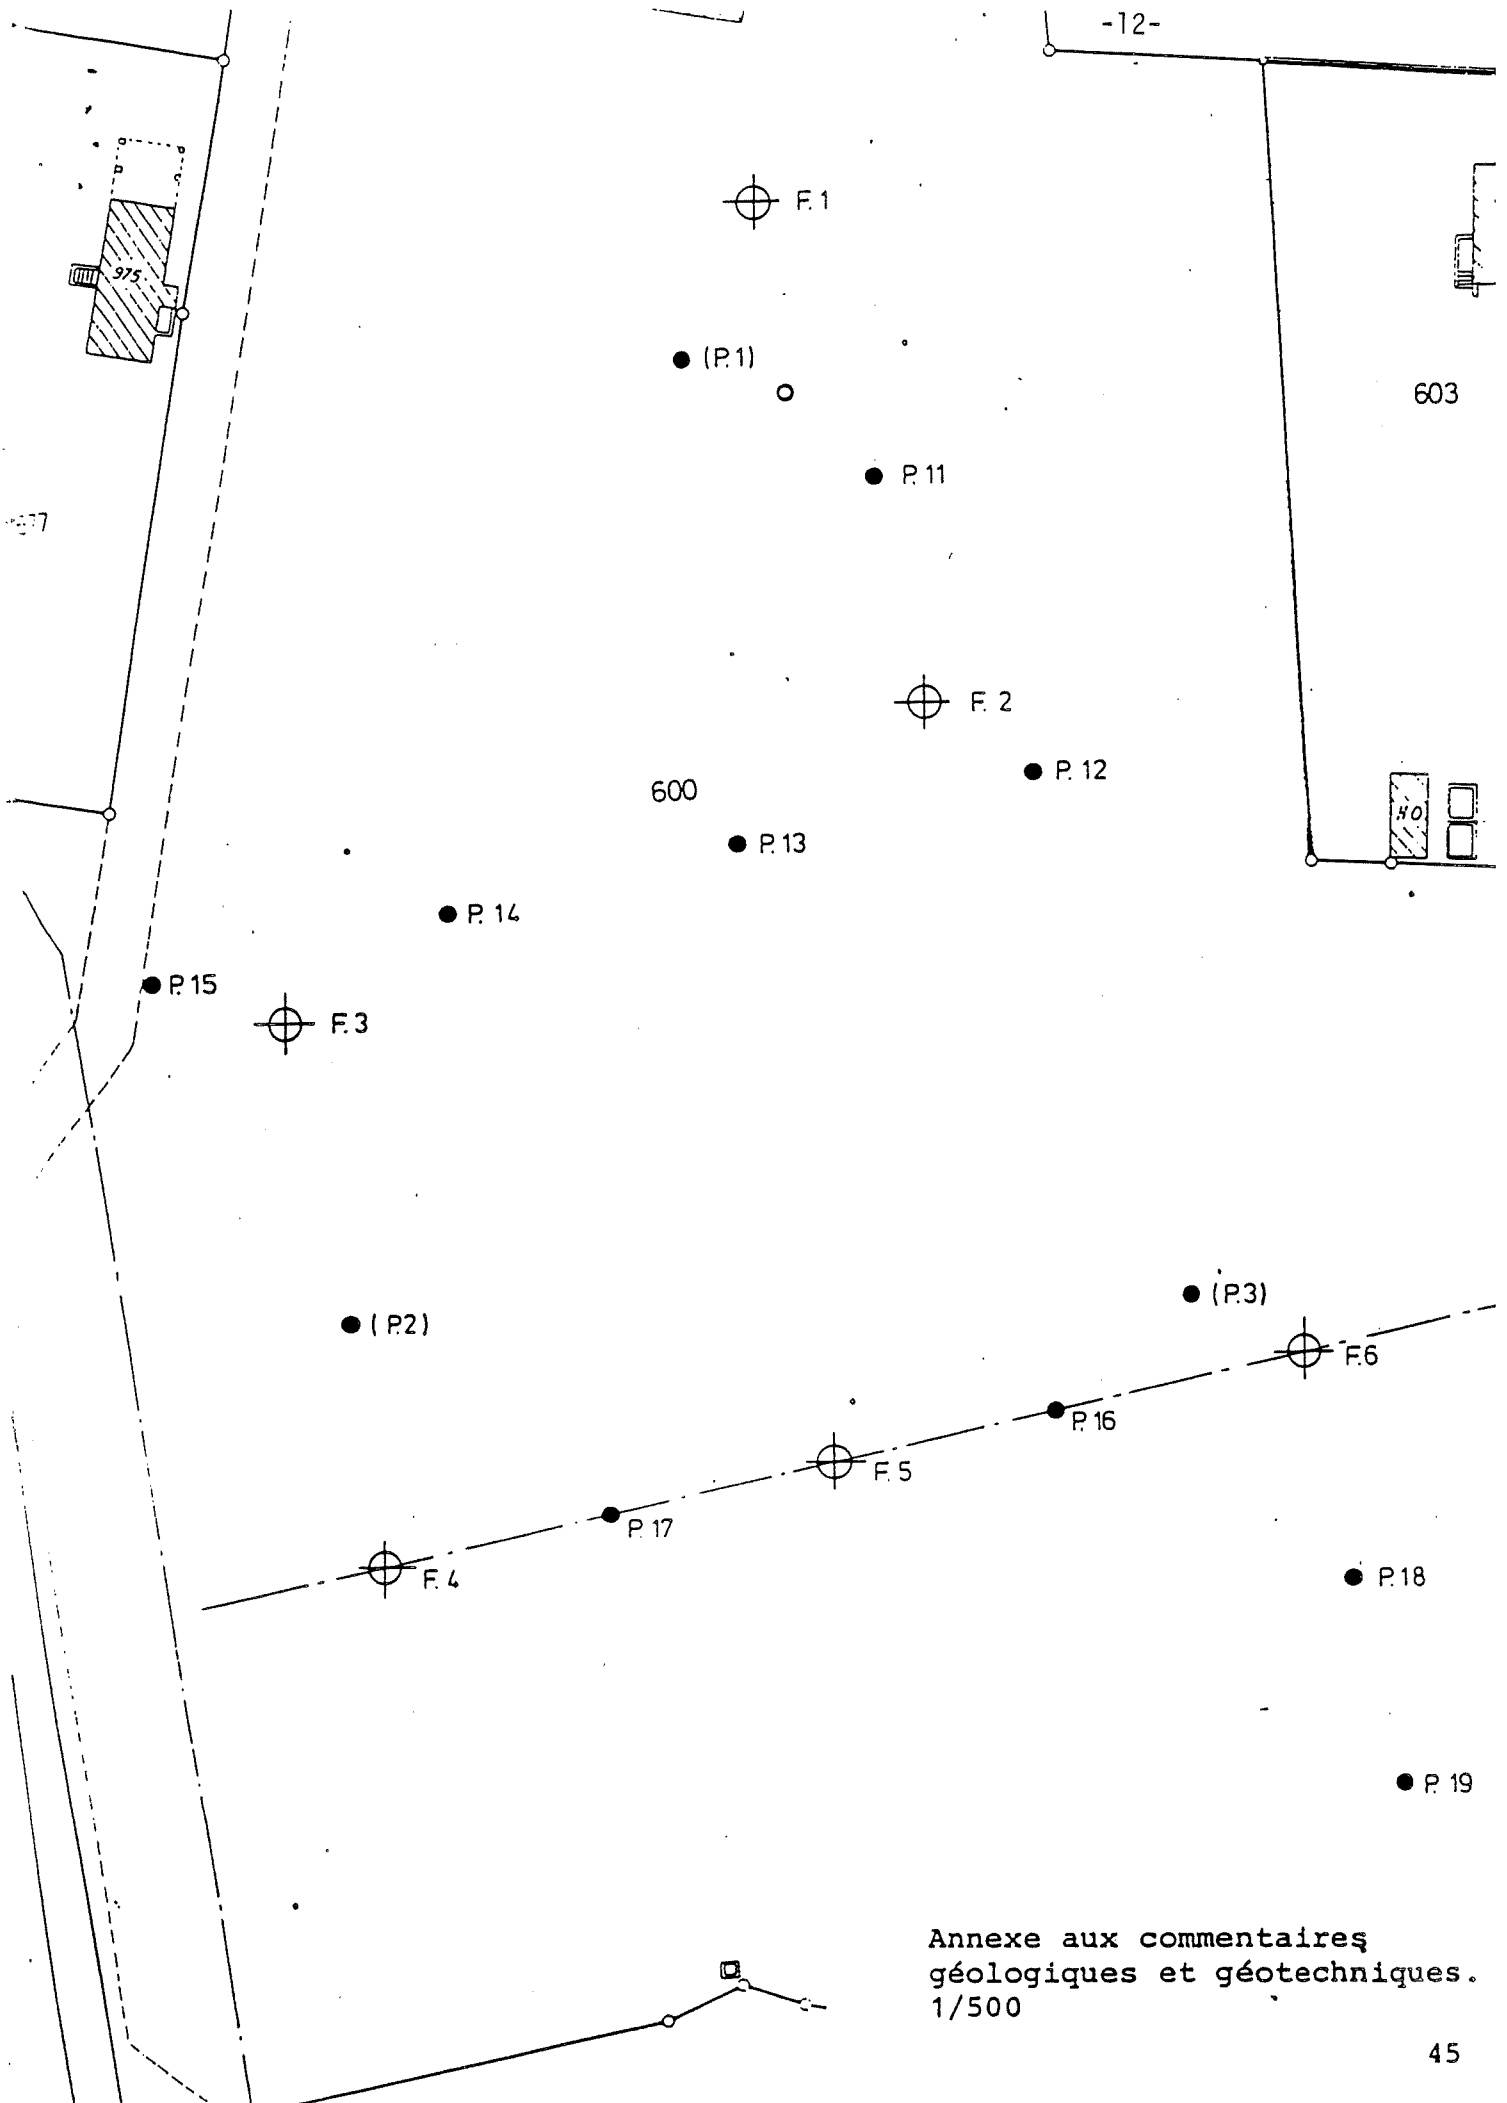 -12-
F.1
975
(P.1)
603
P.11
F.2
P.12
600
P.13
HO
P.14
P.15
F.3
(P.3)
(P.2)
F.6
P.16
F.5
P.17
F.4
P.18
P.19
Annexe aux commentaires
géologiques et géotechniques.
1/500
45